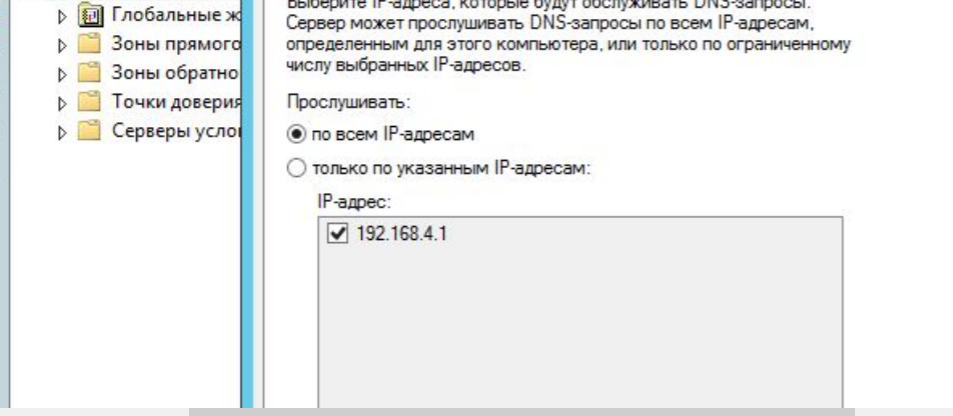 Глобальные ж
Зоны прямого
Зоны обратно
Точки доверия
Серверы усло
Выберите IP-адреса, которые будут обслуживать DNS-запросы.
Сервер может прослушивать DNS-запросы по всем IP-адресам,
определенным для этого компьютера, или только по ограниченному
числу выбранных IP-адресов.
Прослушивать:
по всем IP-адресам
только по указанным IP-адресам:
IP-адрес:
192.168.4.1